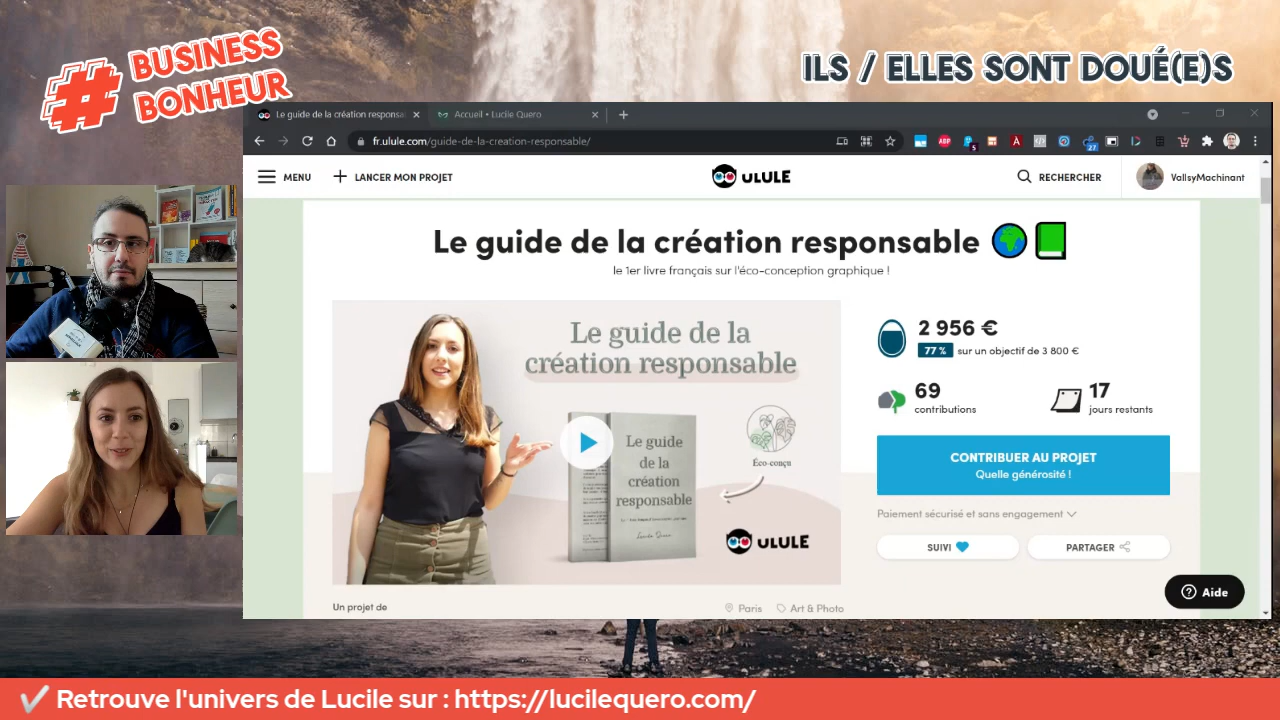 # BUSINESS
BONHEUR
ILS / ELLES SONT DOUÉ(E)S
Le guide de la création responsa
Accueil • Lucile Quero
fr.ulule.com/guide-de-la-creation-responsable/
ABP
5
A
27
MENU
LANCER MON PROJET
ULULE
RECHERCHER
VallsyMachinant
Le guide de la création responsable
le 1er livre français sur l'éco-conception graphique !
Le guide de la
création responsable
Le guide
de la
création
responsable
Lucile Quero
Éco-conçu
ULULE
2 956 €
77 % sur un objectif de 3 800 €
69
contributions
17
jours restants
CONTRIBUER AU PROJET
Quelle générosité !
Paiement sécurisé et sans engagement
SUIVI
PARTAGER
Aide
Un projet de
Paris
Art & Photo
Retrouve l'univers de Lucile sur : https://lucilequero.com/